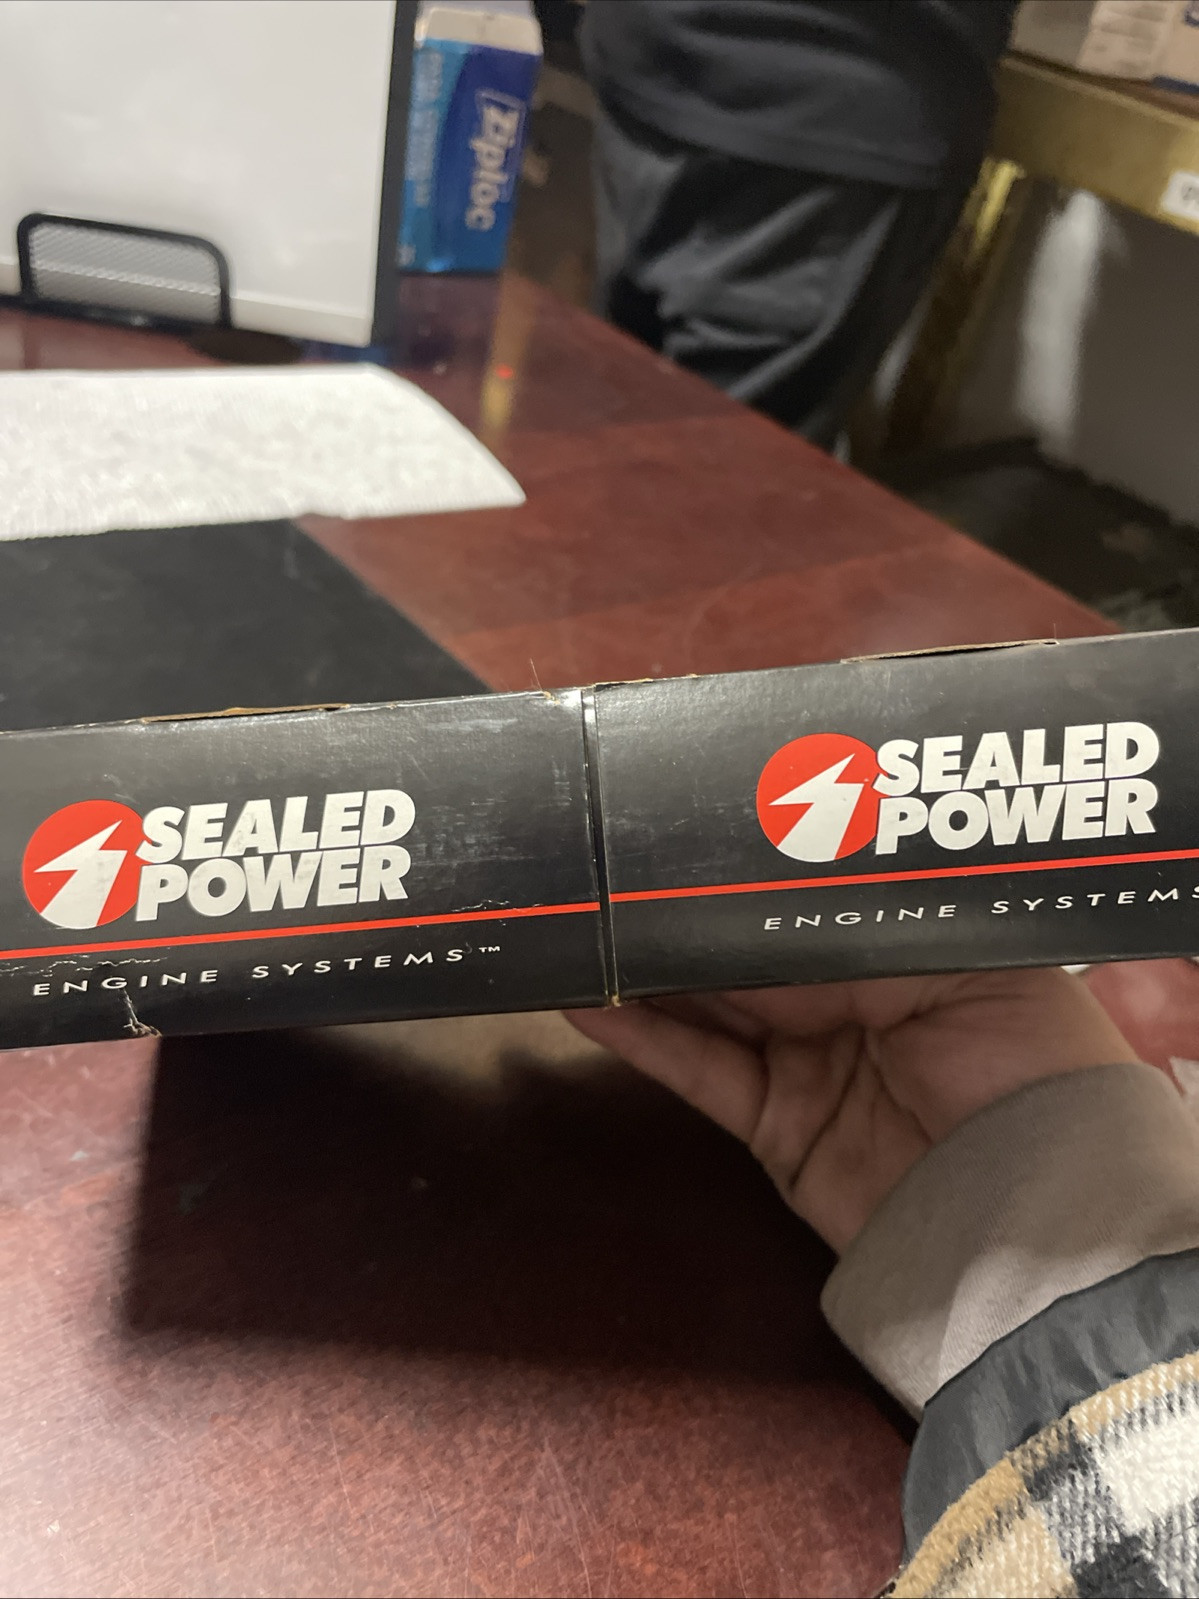 Ziploc
SEALED
POWER
ENGINE SYSTEMS™
SEALED
POWER
ENGINE SYSTEMS